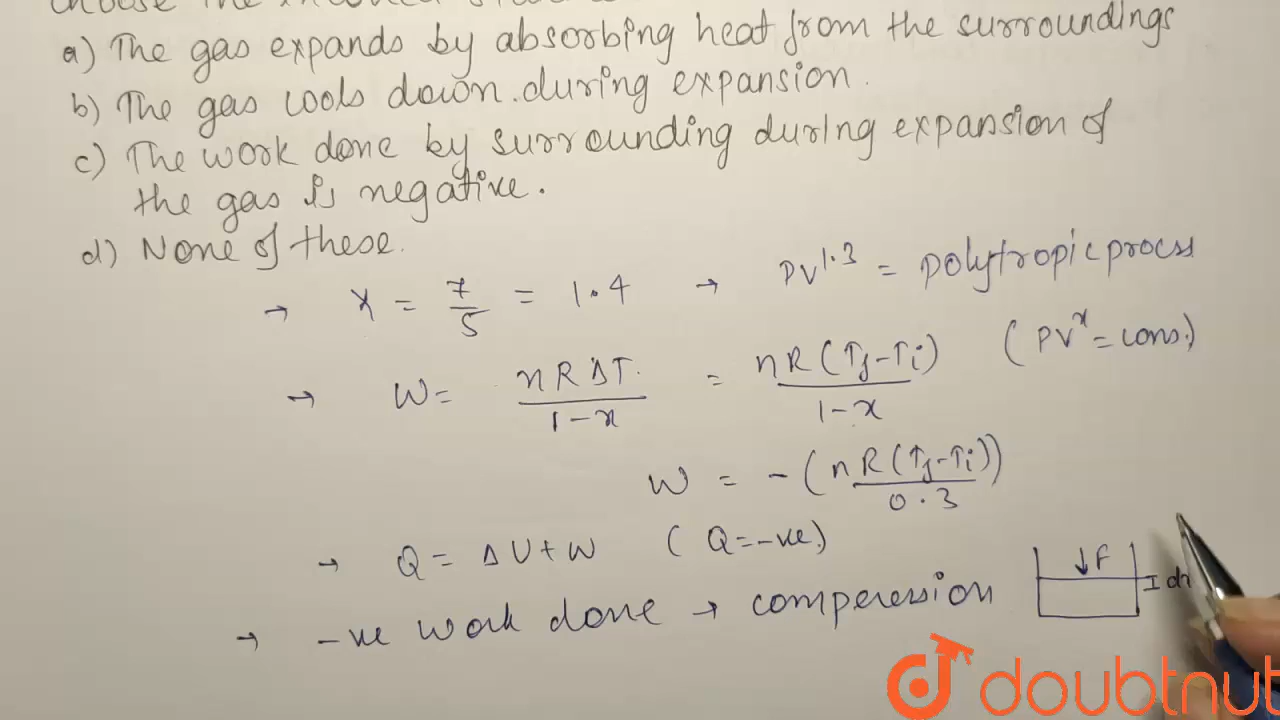 a) The gas expands by absorbing heat from the surroundings
b) The gas cools down.during expansion.
c) The work done by surrounding during expansion of
the gas is negative.
d) None of these.
→ γ = 7/5 = 1.4 → PV^1.3 = polytropic procss
→ W = nRΔT/1-x = nR(Tf-Ti)/1-x (PV^x = cons.)
W = -(nR(Tf-Ti)/0.3)
→ Q = ΔU+W (Q=-ve)
→ -ve work done → comperession ↓F
doubtnut